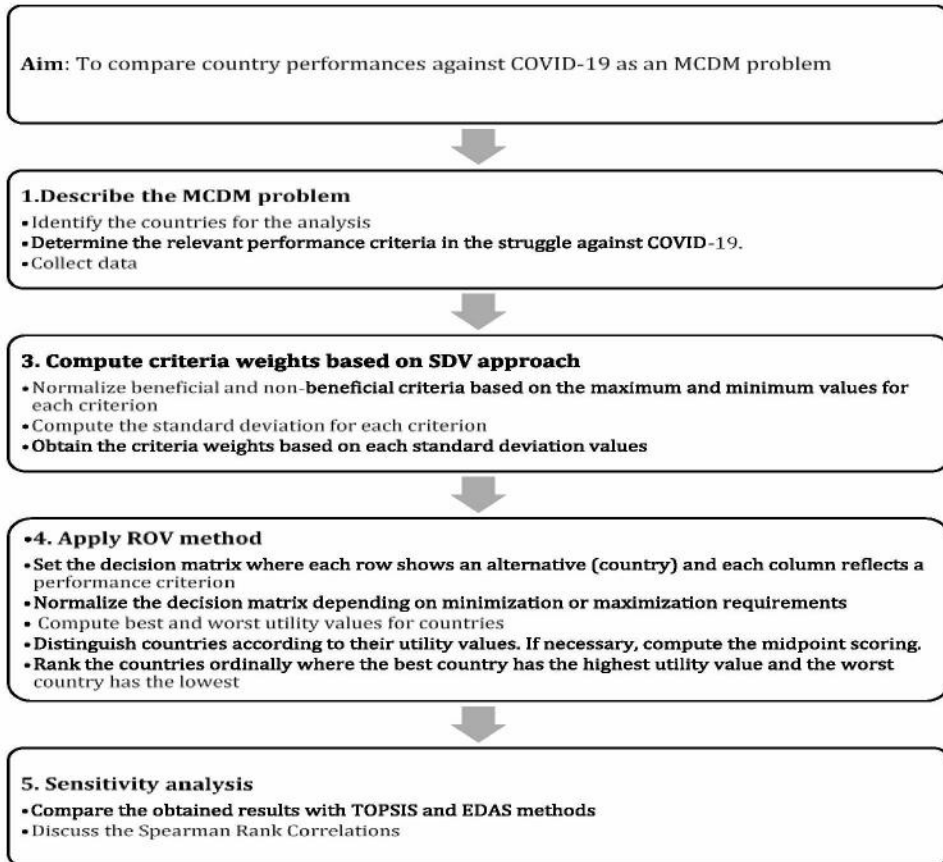 Aim: To compare country performances against COVID-19 as an MCDM problem
1.Describe the MCDM problem
•Identify the countries for the analysis
•Determine the relevant performance criteria in the struggle against COVID-19.
•Collect data
3. Compute criteria weights based on SDV approach
•Normalize beneficial and non-beneficial criteria based on the maximum and minimum values for
each criterion
•Compute the standard deviation for each criterion
•Obtain the criteria weights based on each standard deviation values
•4. Apply ROV method
•Set the decision matrix where each row shows an alternative (country) and each column reflects a
performance criterion
•Normalize the decision matrix depending on minimization or maximization requirements
• Compute best and worst utility values for countries
•Distinguish countries according to their utility values. If necessary, compute the midpoint scoring.
•Rank the countries ordinally where the best country has the highest utility value and the worst
country has the lowest
5. Sensitivity analysis
•Compare the obtained results with TOPSIS and EDAS methods
•Discuss the Spearman Rank Correlations